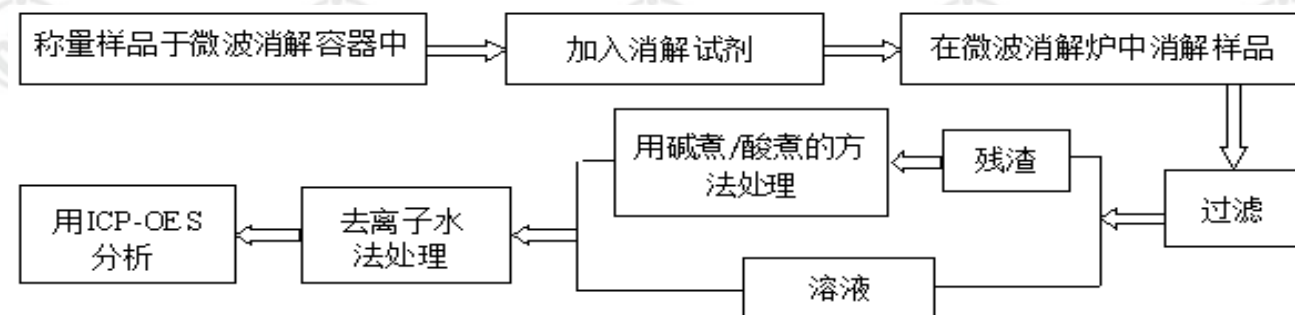 称量样品于微波消解容器中
加入消解试剂
在微波消解炉中消解样品
过滤
残渣
用碱煮/酸煮的方
法处理
溶液
去离子水
法处理
用ICP-OES
分析